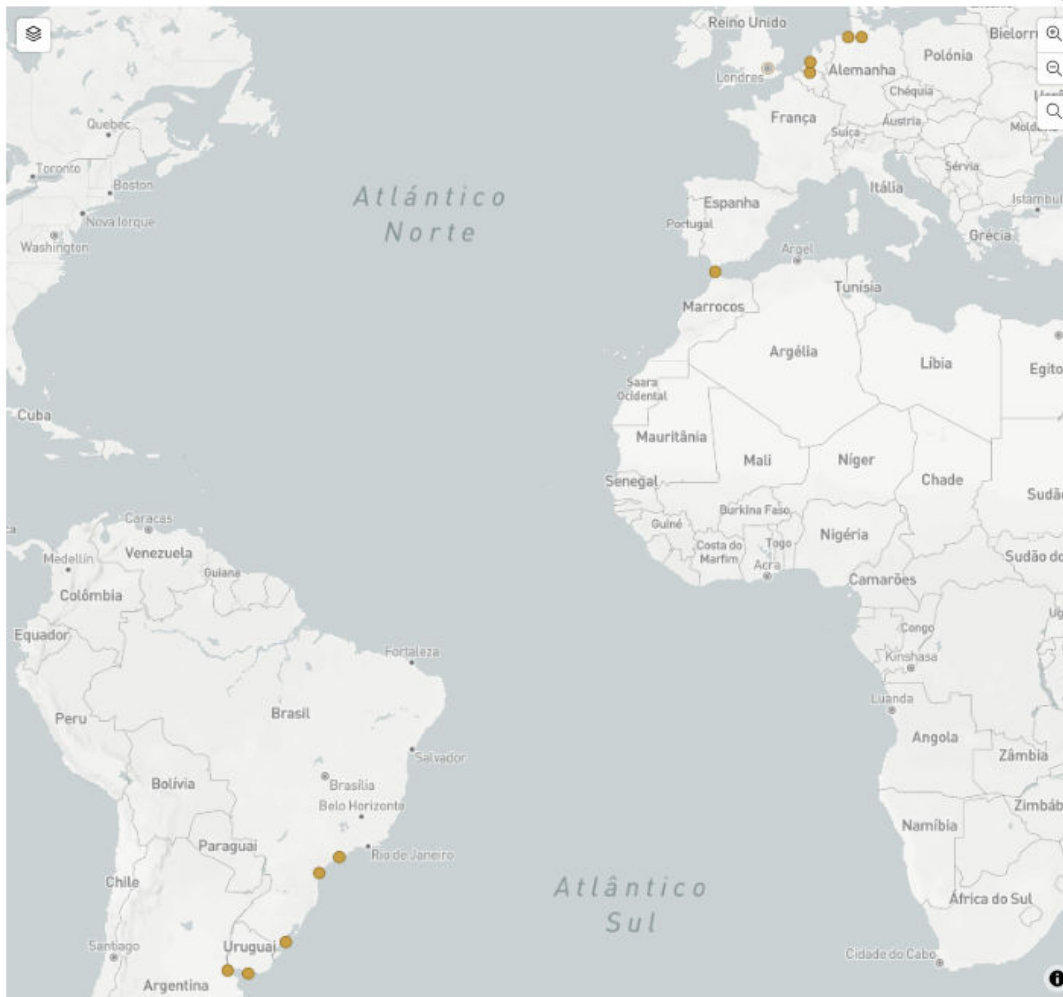 Reino Unido
Bielorru
Polónia
Londres
Alemanha
Chéquia
França
Áustria
Suíça
Moldá
Quebec
Sérvia
Toronto
Itália
Boston
Atlántico
Norte
Espanha
Istambul
Nova Iorque
Portugal
Washington
Grécia
Argel
Tunísia
Marrocos
Argélia
Líbia
Egito
Saara
Ocidental
Cuba
Mauritânia
Mali
Níger
Chade
Senegal
Sudão
Burkina Faso
Caracas
Guiné
Nigéria
Venezuela
Costa do
Marfim
Togo
Medellín
Sudão do
Guiana
Acra
Camarões
Colômbia
Equador
Congo
Fortaleza
Kinshasa
Luanda
Brasil
Peru
Angola
Salvador
Zâmbia
Bolívia
Brasília
Belo Horizonte
Zimbáb
Namíbia
Paraguai
Rio de Janeiro
Chile
Atlântico
Sul
África do Sul
Santiago
Uruguai
Cidade do Cabo
Argentina